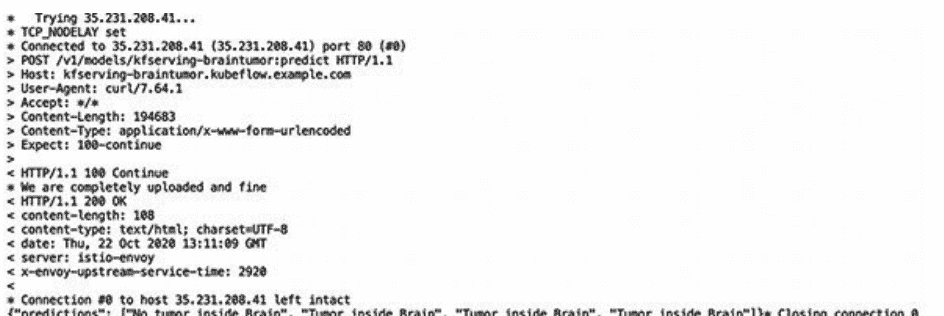 *   Trying 35.231.208.41...
* TCP_NODELAY set
* Connected to 35.231.208.41 (35.231.208.41) port 80 (#0)
> POST /v1/models/kfserving-braintumor:predict HTTP/1.1
> Host: kfserving-braintumor.kubeflow.example.com
> User-Agent: curl/7.64.1
> Accept: */*
> Content-Length: 194683
> Content-Type: application/x-www-form-urlencoded
> Expect: 100-continue
>
< HTTP/1.1 100 Continue
* We are completely uploaded and fine
< HTTP/1.1 200 OK
< content-length: 108
< content-type: text/html; charset=UTF-8
< date: Thu, 22 Oct 2020 13:11:09 GMT
< server: istio-envoy
< x-envoy-upstream-service-time: 2920
<
* Connection #0 to host 35.231.208.41 left intact
{"predictions": ["No tumor inside Brain", "Tumor inside Brain", "Tumor inside Brain", "Tumor inside Brain"]}* Closing connection 0